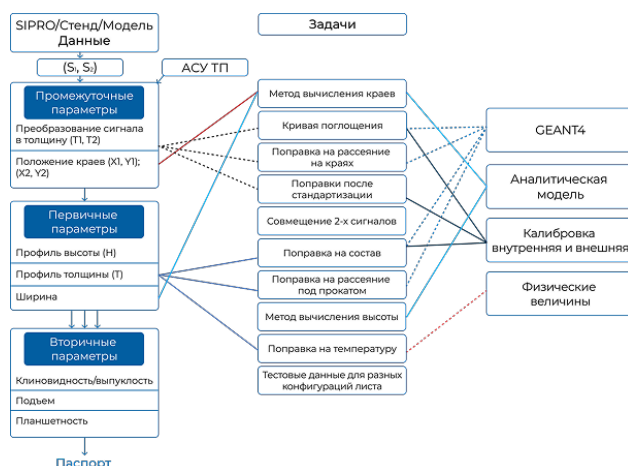 SIPRO/Стенд/Модель
Данные
(S₁, S₂)
АСУ ТП
Промежуточные
параметры
Преобразование сигнала
в толщину (T1, T2)
Положение краев (X1, Y1);
(X2, Y2)
Первичные
параметры
Профиль высоты (H)
Профиль толщины (T)
Ширина
Вторичные
параметры
Клиновидность/выпуклость
Подъем
Планшетность
Паспорт
Задачи
Метод вычисления краев
Кривая поглощения
Поправка на рассеяние
на краях
Поправки после
стандартизации
Совмещение 2-х сигналов
Поправка на состав
Поправка на рассеяние
под прокатом
Метод вычисления высоты
Поправка на температуру
Тестовые данные для разных
конфигураций листа
GEANT4
Аналитическая
модель
Калибровка
внутренняя и внешняя
Физические
величины